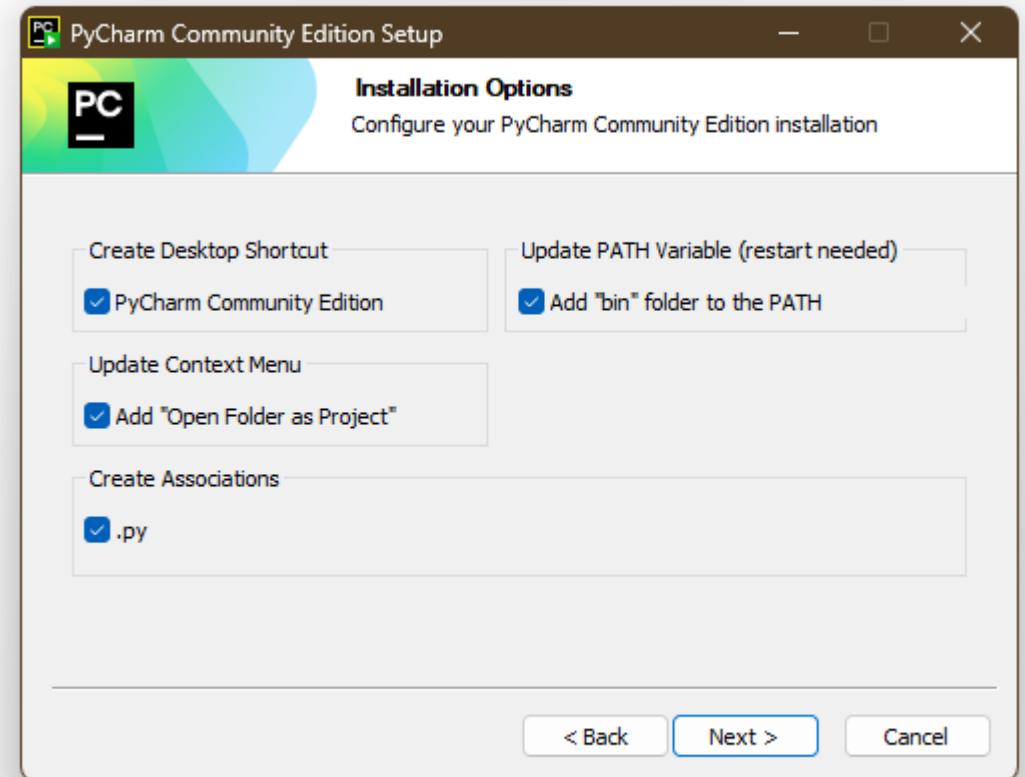 PyCharm Community Edition Setup
PC
Installation Options
Configure your PyCharm Community Edition installation
Create Desktop Shortcut
PyCharm Community Edition
Update PATH Variable (restart needed)
Add "bin" folder to the PATH
Update Context Menu
Add "Open Folder as Project"
Create Associations
.py
< Back
Next >
Cancel